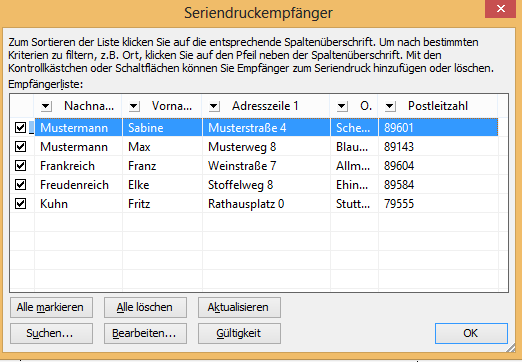 Seriendruckempfänger
Zum Sortieren der Liste klicken Sie auf die entsprechende Spaltenüberschrift. Um nach bestimmten
Kriterien zu filtern, z.B. Ort, klicken Sie auf den Pfeil neben der Spaltenüberschrift. Mit den
Kontrollkästchen oder Schaltflächen können Sie Empfänger zum Seriendruck hinzufügen oder löschen.
Empfängerliste:
Nachna... Vorna... Adresszeile 1 O. Postleitzahl
Mustermann Sabine Musterstraße 4 Sche... 89601
Mustermann Max Musterweg 8 Blau... 89143
Frankreich Franz Weinstraße 7 Allm... 89604
Freudenreich Elke Stoffelweg 8 Ehin... 89584
Kuhn Fritz Rathausplatz 0 Stutt... 79555
Alle markieren Alle löschen Aktualisieren
Suchen... Bearbeiten... Gültigkeit OK